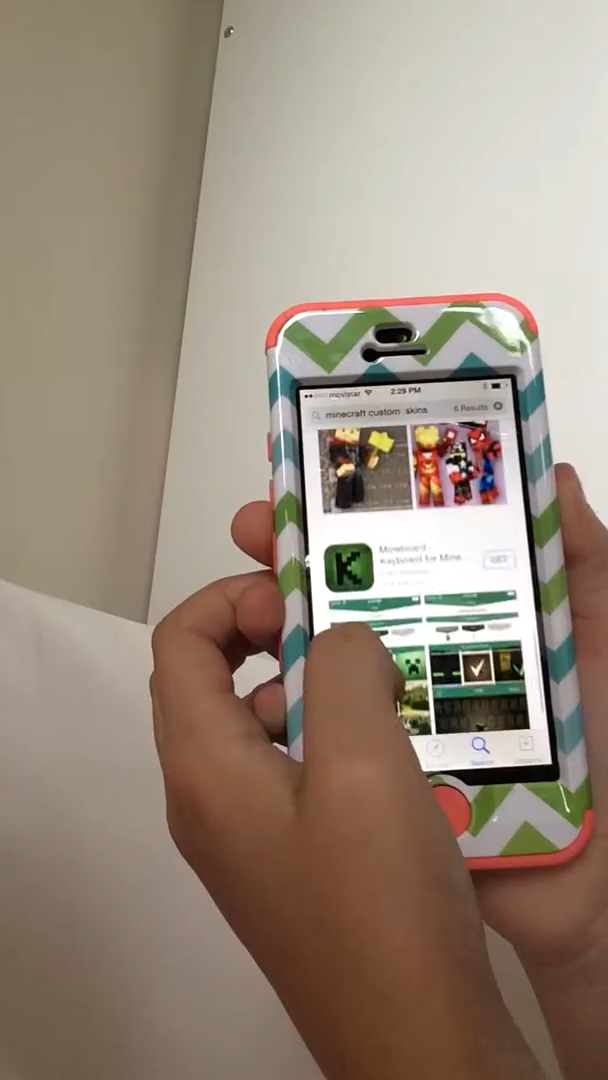 movistar 2:29 PM
minecraft custom skins 6 Results
Moreboard -
Keyboard for Mine...
GET
K
Search